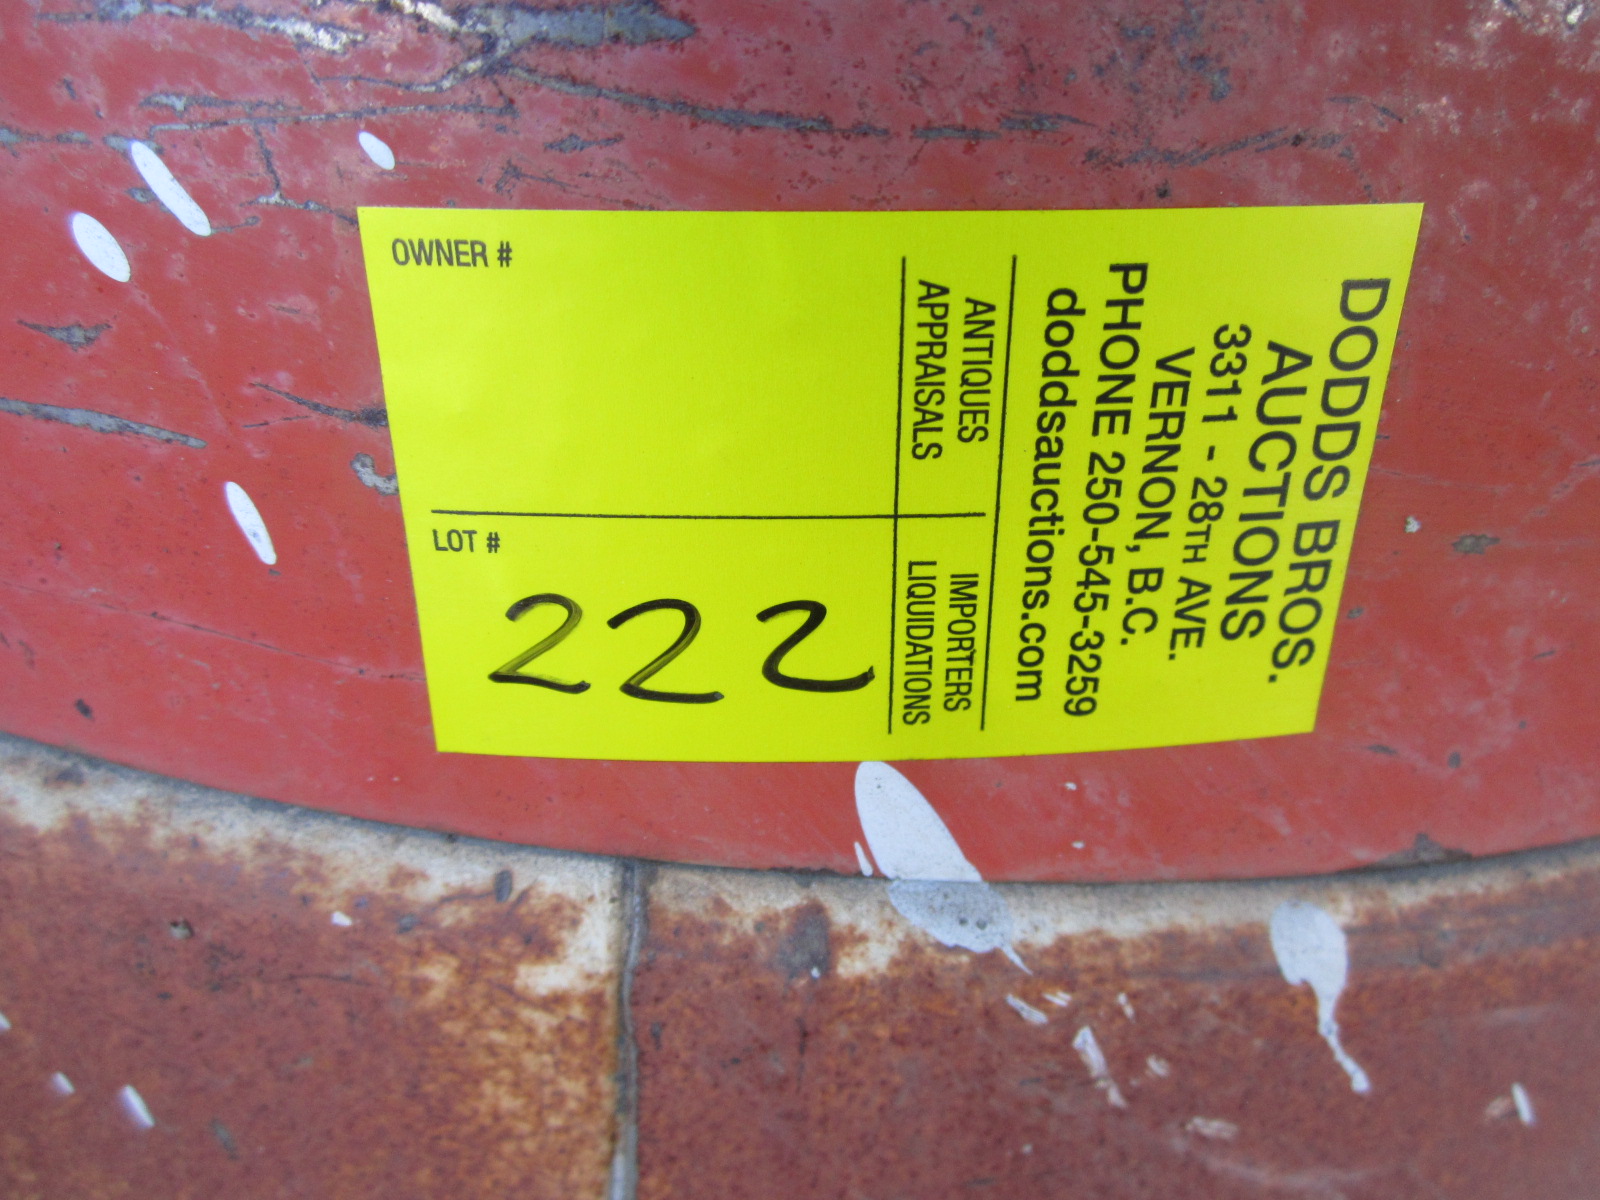 DODDS BROS.
AUCTIONS
3311 - 28TH AVE.
VERNON, B.C.
PHONE 250-545-3259
doddsauctions.com
ANTIQUES
APPRAISALS
IMPORTERS
LIQUIDATIONS
OWNER #
LOT #
222